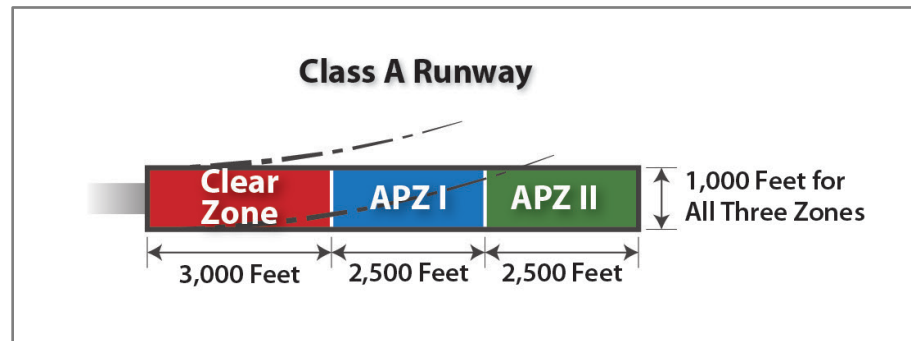 Class A Runway
Clear
Zone
APZ I
APZ II
1,000 Feet for
All Three Zones
3,000 Feet
2,500 Feet
2,500 Feet